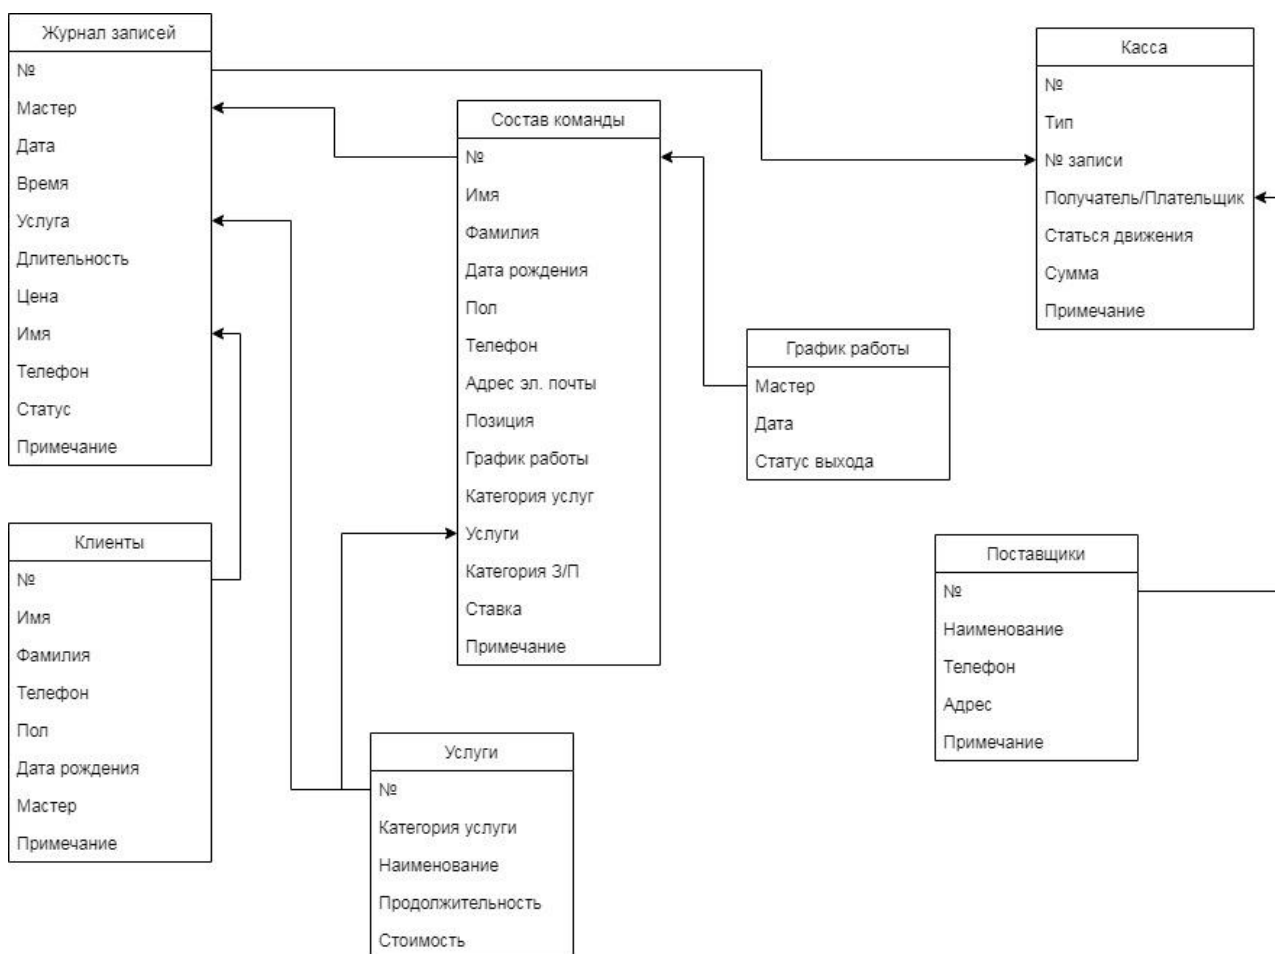 Журнал записей
№
Мастер
Дата
Время
Услуга
Длительность
Цена
Имя
Телефон
Статус
Примечание
Клиенты
№
Имя
Фамилия
Телефон
Пол
Дата рождения
Мастер
Примечание
Состав команды
№
Имя
Фамилия
Дата рождения
Пол
Телефон
Адрес эл. почты
Позиция
График работы
Категория услуг
Услуги
Категория З/П
Ставка
Примечание
Услуги
№
Категория услуги
Наименование
Продолжительность
Стоимость
График работы
Мастер
Дата
Статус выхода
Касса
№
Тип
№ записи
Получатель/Плательщик
Статься движения
Сумма
Примечание
Поставщики
№
Наименование
Телефон
Адрес
Примечание